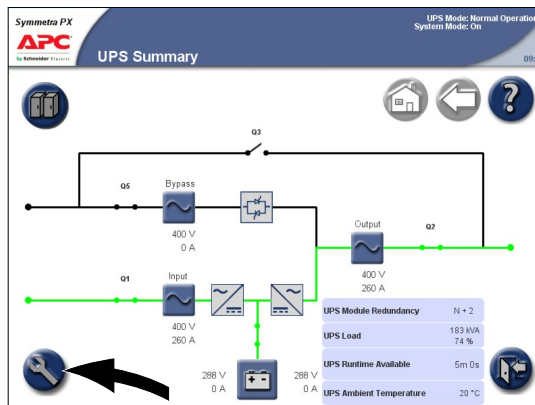 Symmetra PX
APC
by Schneider Electric
UPS Summary
UPS Mode: Normal Operation
System Mode: On
09:
?
Q3
Q5
Bypass
400 V
0 A
Output
Q2
400 V
260 A
Q1
Input
400 V
260 A
288 V
0 A
288 V
0 A
UPS Module Redundancy N + 2
UPS Load 183 kVA
74 %
UPS Runtime Available 5m 0s
UPS Ambient Temperature 20 °C